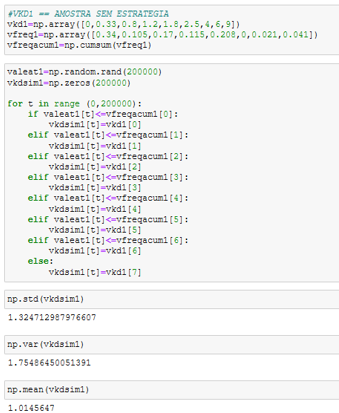 #VKD1 == AMOSTRA SEM ESTRATEGIA
vkd1=np.array([0,0.33,0.8,1.2,1.8,2.5,4,6,9])
vfreq1=np.array([0.34,0.105,0.17,0.115,0.208,0,0.021,0.041])
vfreqacum1=np.cumsum(vfreq1)
valeat1=np.random.rand(200000)
vkdsim1=np.zeros(200000)
for t in range (0,200000):
    if valeat1[t]<=vfreqacum1[0]:
        vkdsim1[t]=vkd1[0]
    elif valeat1[t]<=vfreqacum1[1]:
        vkdsim1[t]=vkd1[1]
    elif valeat1[t]<=vfreqacum1[2]:
        vkdsim1[t]=vkd1[2]
    elif valeat1[t]<=vfreqacum1[3]:
        vkdsim1[t]=vkd1[3]
    elif valeat1[t]<=vfreqacum1[4]:
        vkdsim1[t]=vkd1[4]
    elif valeat1[t]<=vfreqacum1[5]:
        vkdsim1[t]=vkd1[5]
    elif valeat1[t]<=vfreqacum1[6]:
        vkdsim1[t]=vkd1[6]
    else:
        vkdsim1[t]=vkd1[7]
np.std(vkdsim1)
1.324712987976607
np.var(vkdsim1)
1.75486450051391
np.mean(vkdsim1)
1.0145647